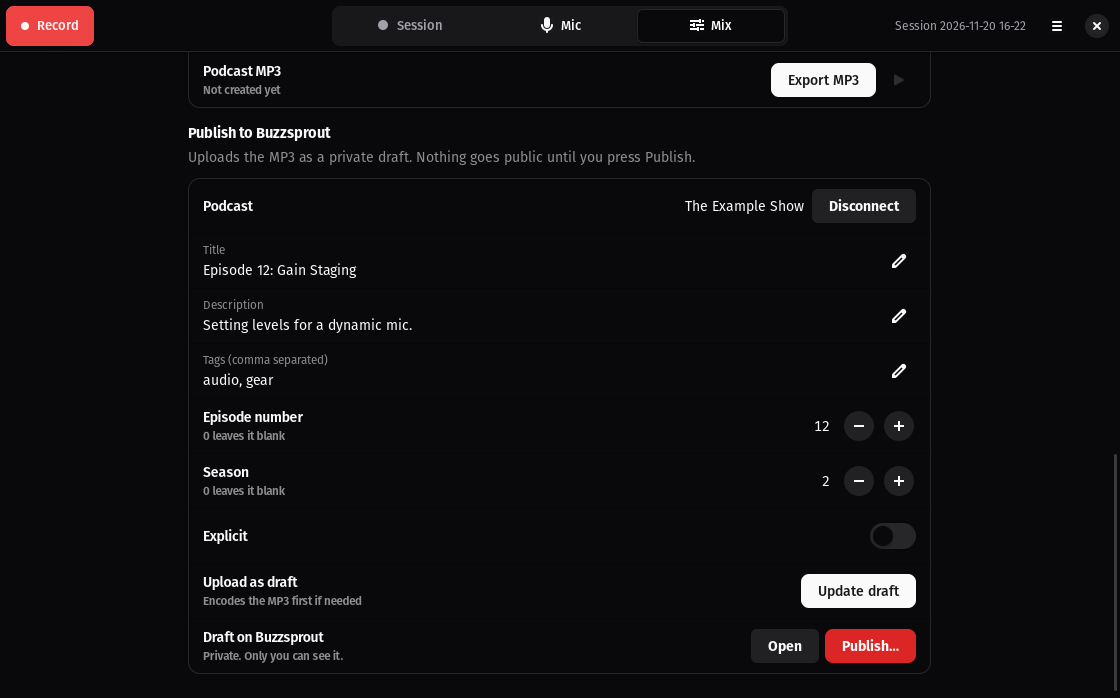 Record
Session
Mic
Mix
Session 2026-11-20 16-22
Podcast MP3
Not created yet
Export MP3
Publish to Buzzsprout
Uploads the MP3 as a private draft. Nothing goes public until you press Publish.
Podcast
The Example Show
Disconnect
Title
Episode 12: Gain Staging
Description
Setting levels for a dynamic mic.
Tags (comma separated)
audio, gear
Episode number
0 leaves it blank
12
Season
0 leaves it blank
2
Explicit
Upload as draft
Encodes the MP3 first if needed
Update draft
Draft on Buzzsprout
Private. Only you can see it.
Open
Publish...